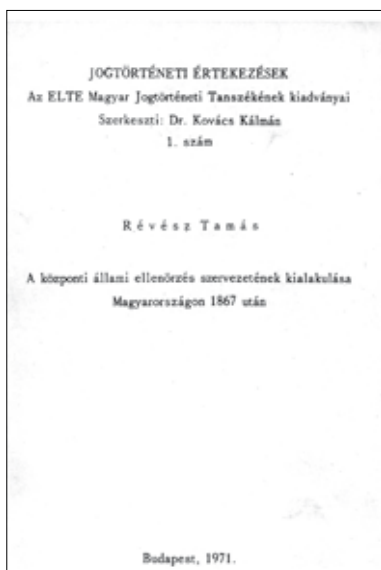 JOGTÖRTÉNETI ÉRTEKEZÉSEK
Az ELTE Magyar Jogtörténeti Tanszékének kiadványai
Szerkeszti: Dr. Kovács Kálmán
1. szám
Révész Tamás
A központi állami ellenőrzés szervezetének kialakulása
Magyarországon 1867 után
Budapest, 1971.